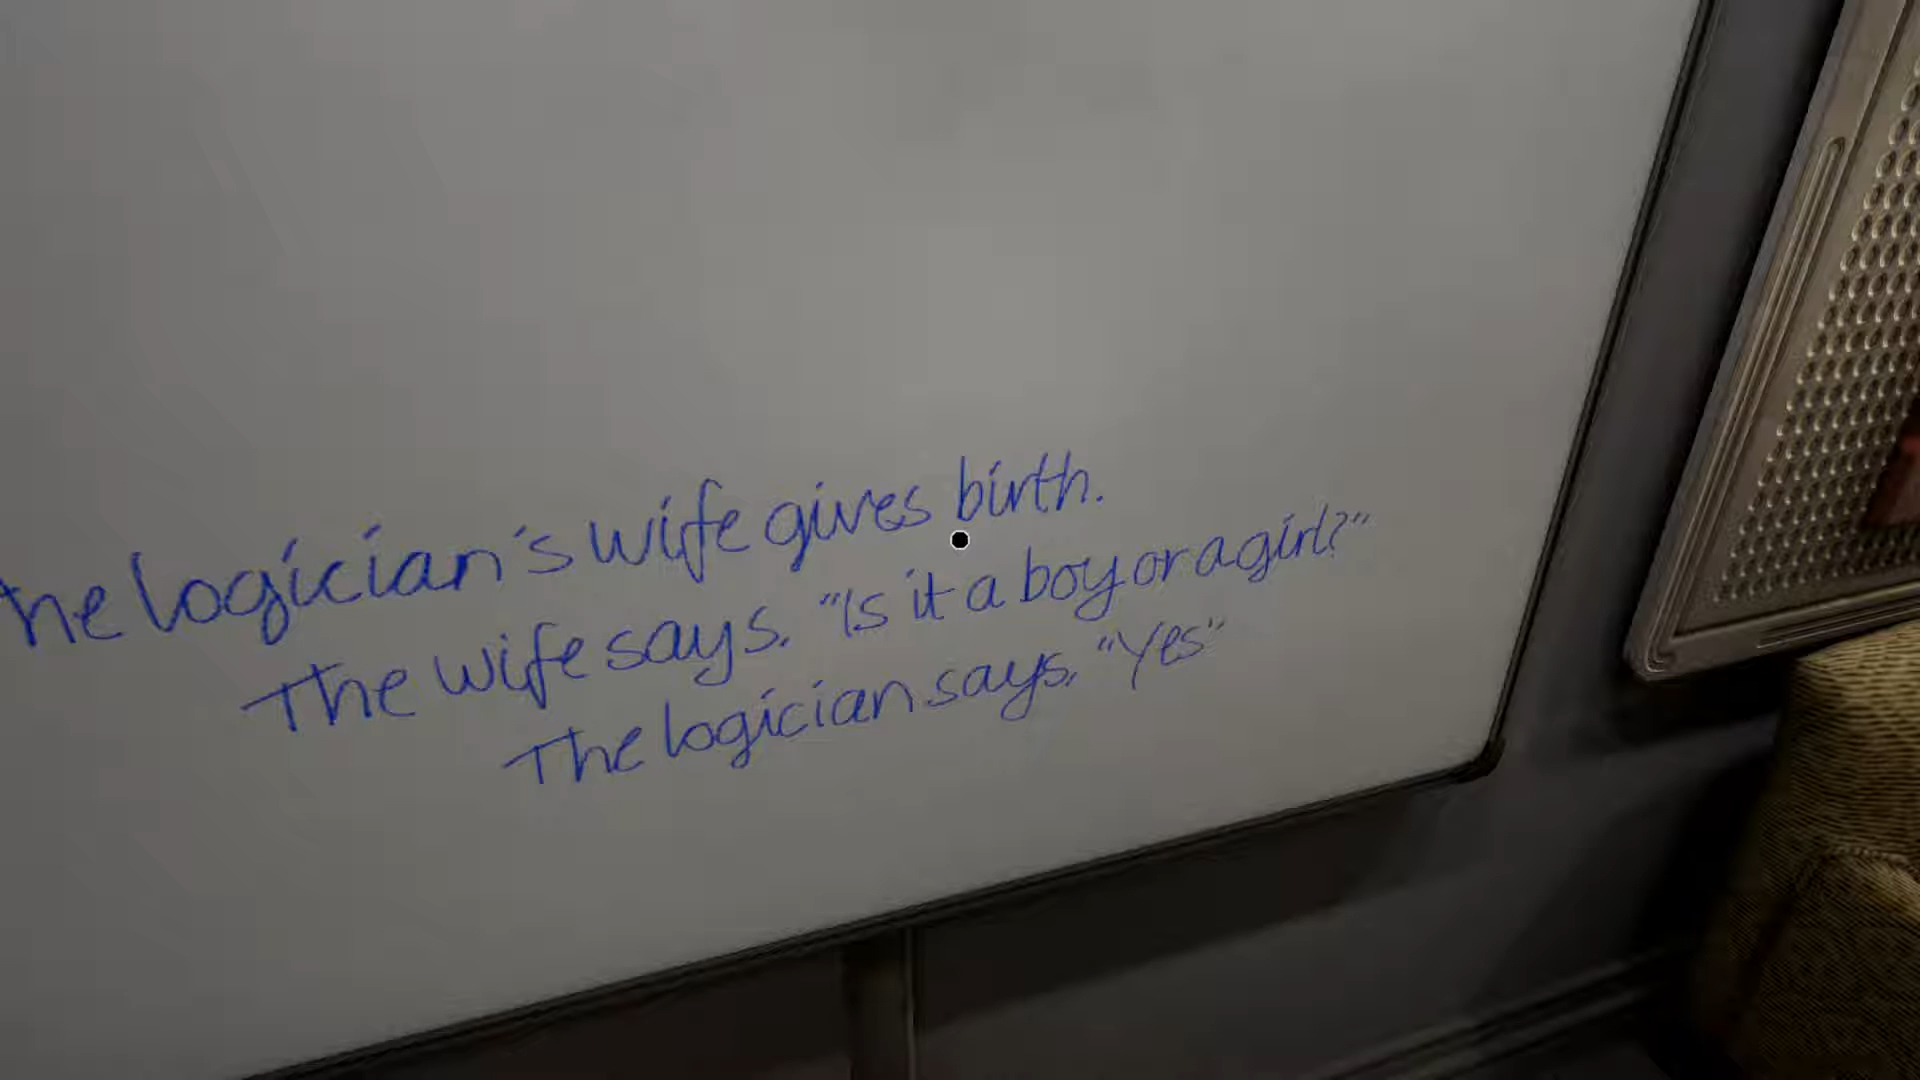 he logician's wife gives birth.
The wife says, "Is it a boy or a girl?"
The logician says, "Yes"